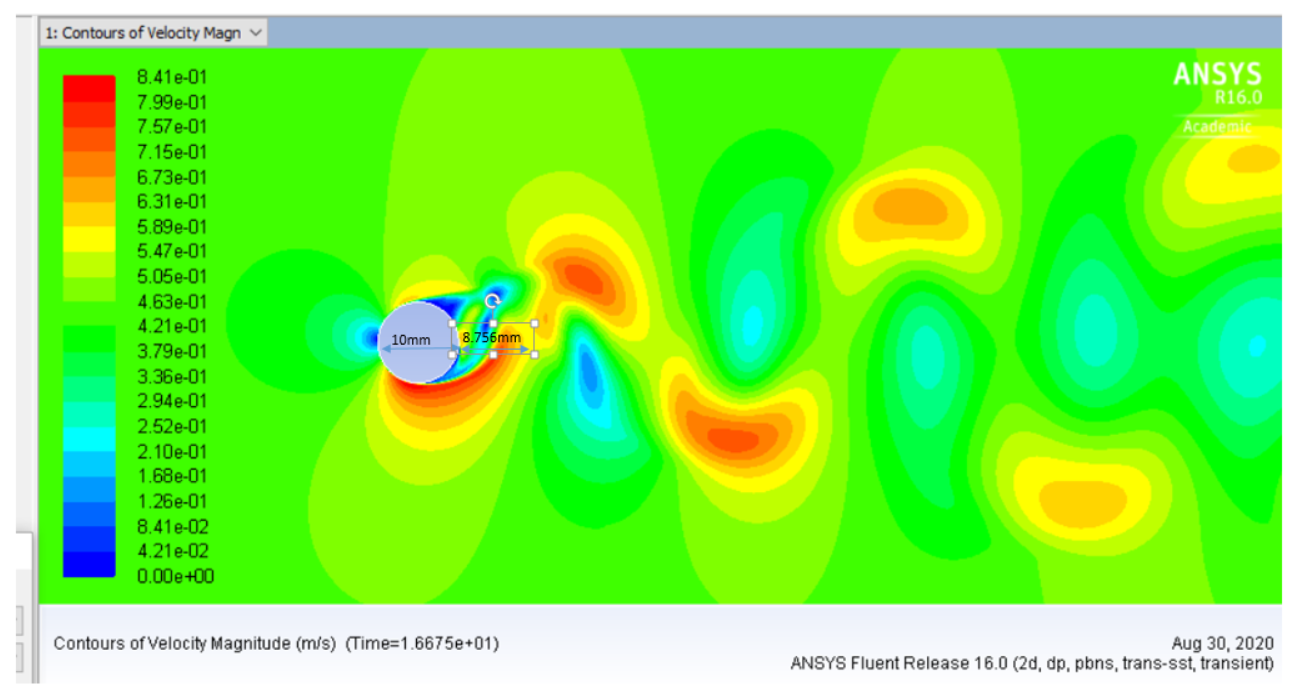 1: Contours of Velocity Magn
8.41e-01
7.99e-01
7.57e-01
7.15e-01
6.73e-01
6.31e-01
5.89e-01
5.47e-01
5.05e-01
4.63e-01
4.21e-01
3.79e-01
3.36e-01
2.94e-01
2.52e-01
2.10e-01
1.68e-01
1.26e-01
8.41e-02
4.21e-02
0.00e+00
ANSYS
R16.0
Academic
10mm
8.756mm
Contours of Velocity Magnitude (m/s) (Time=1.6675e+01)
Aug 30, 2020
ANSYS Fluent Release 16.0 (2d, dp, pbns, trans-sst, transient)